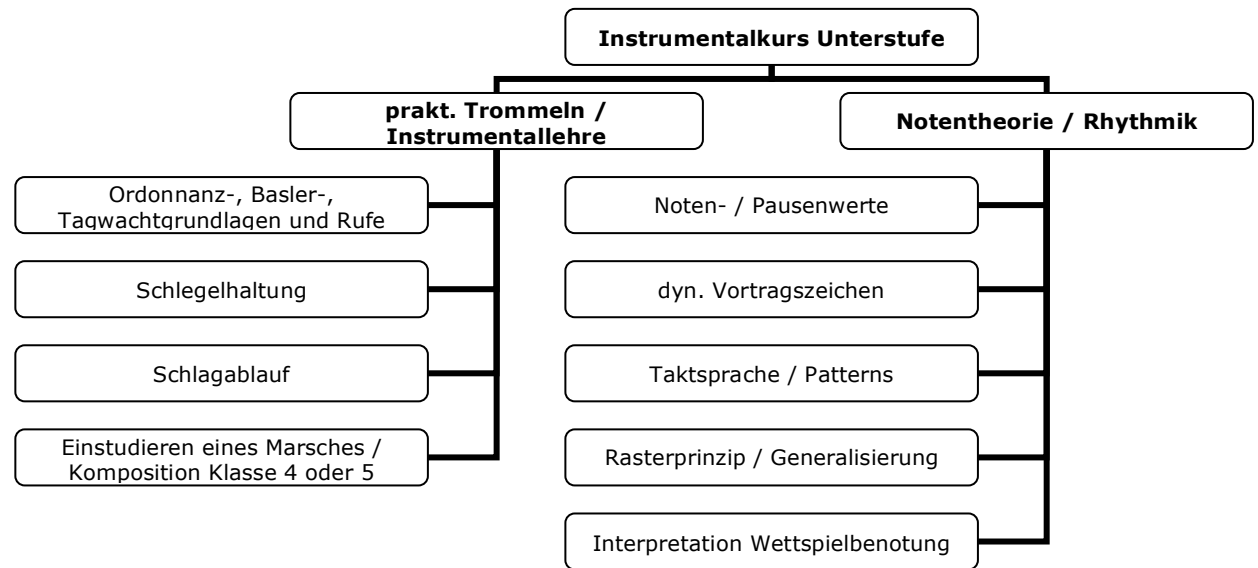 Instrumentalkurs Unterstufe
prakt. Trommeln /
Instrumentallehre
Notentheorie / Rhythmik
Ordonnanz-, Basler-,
Tagwachtgrundlagen und Rufe
Schlegelhaltung
Schlagablauf
Einstudieren eines Marsches /
Komposition Klasse 4 oder 5
Noten- / Pausenwerte
dyn. Vortragszeichen
Taktsprache / Patterns
Rasterprinzip / Generalisierung
Interpretation Wettspielbenotung